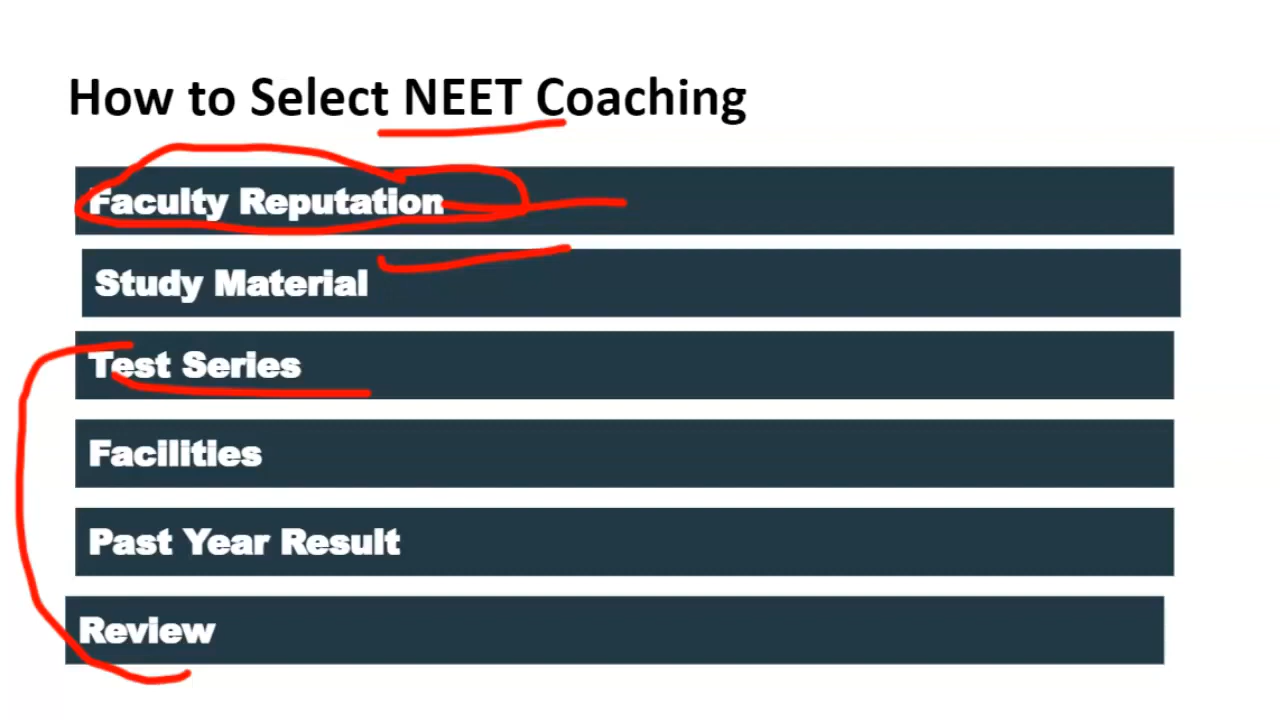 How to Select NEET Coaching
Faculty Reputation
Study Material
Test Series
Facilities
Past Year Result
Review